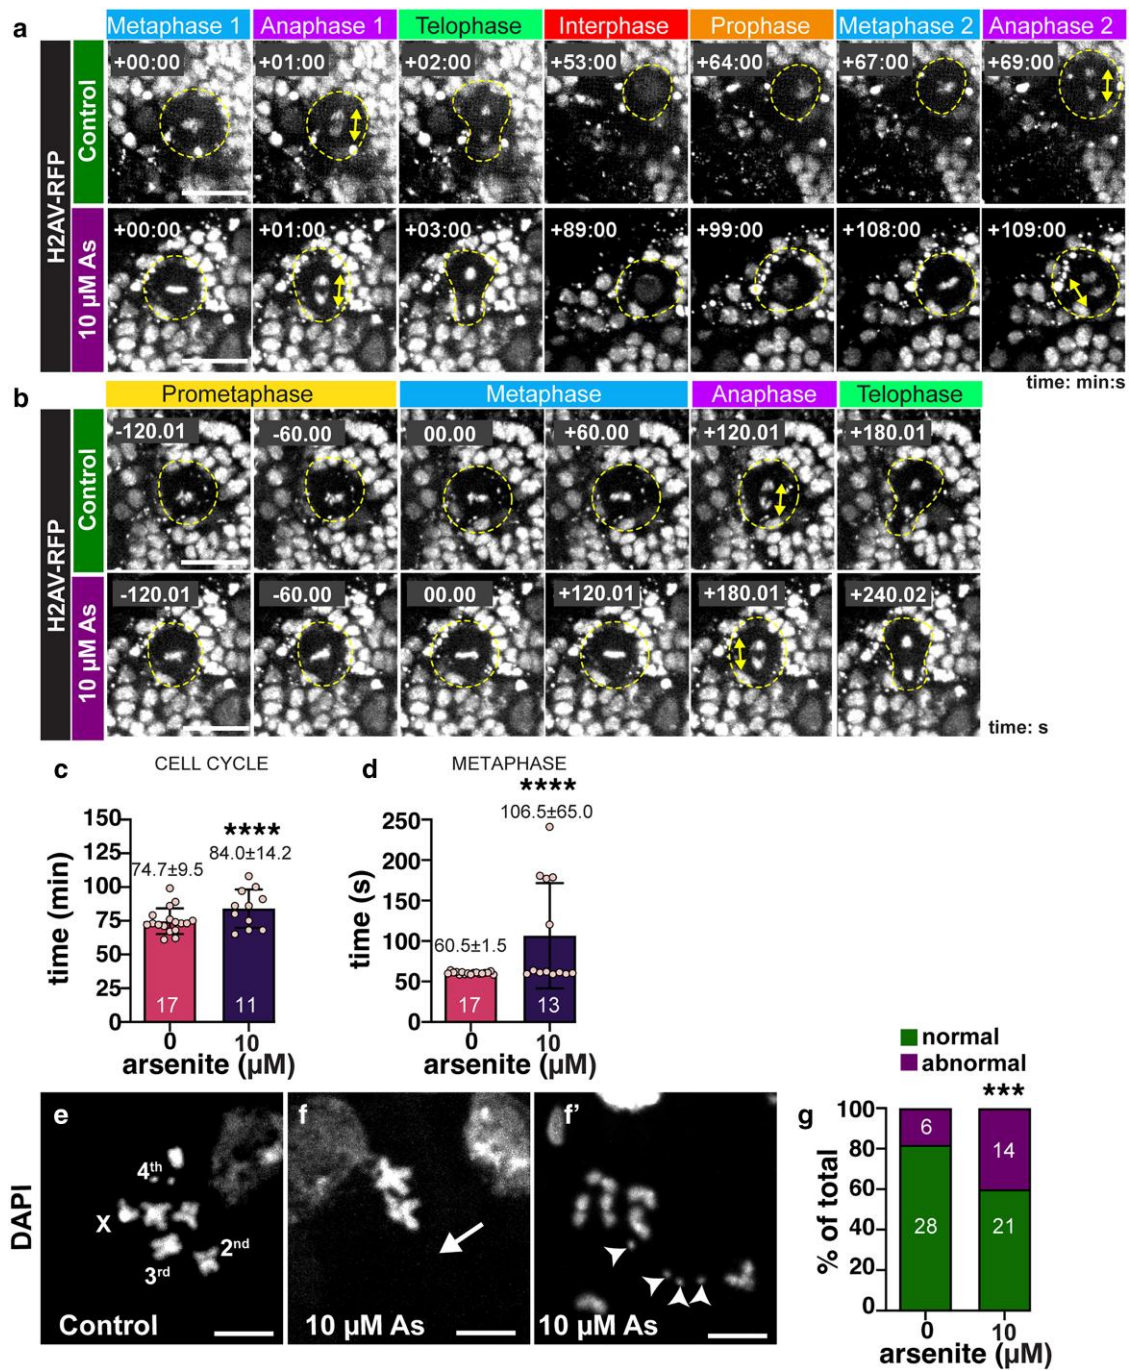 a
Metaphase 1 Anaphase 1 Telophase Interphase Prophase Metaphase 2 Anaphase 2
H2AV-RFP
Control
+00:00 +01:00 +02:00 +53:00 +64:00 +67:00 +69:00
10 µM As
+00:00 +01:00 +03:00 +89:00 +99:00 +108:00 +109:00
time: min:s
b
Prometaphase Metaphase Anaphase Telophase
H2AV-RFP
Control
-120.01 -60.00 00.00 +60.00 +120.01 +180.01
10 µM As
-120.01 -60.00 00.00 +120.01 +180.01 +240.02
time: s
c
CELL CYCLE
time (min)
150
125
100
75
50
25
0
74.7±9.5
****
84.0±14.2
17 11
0 10
arsenite (µM)
d
METAPHASE
time (s)
250
200
150
100
50
0
****
106.5±65.0
60.5±1.5
17 13
0 10
arsenite (µM)
DAPI
e
4th
X
3rd
2nd
Control
f
10 µM As
f'
10 µM As
g
normal
abnormal
***
% of total
100
80
60
40
20
0
6 14
28 21
0 10
arsenite (µM)